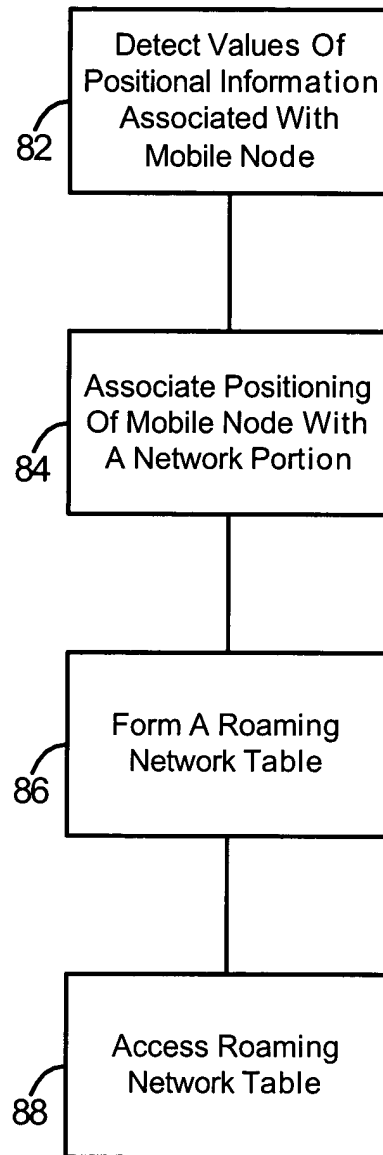 Detect Values Of
Positional Information
Associated With
Mobile Node
82
Associate Positioning
Of Mobile Node With
A Network Portion
84
Form A Roaming
Network Table
86
Access Roaming
Network Table
88